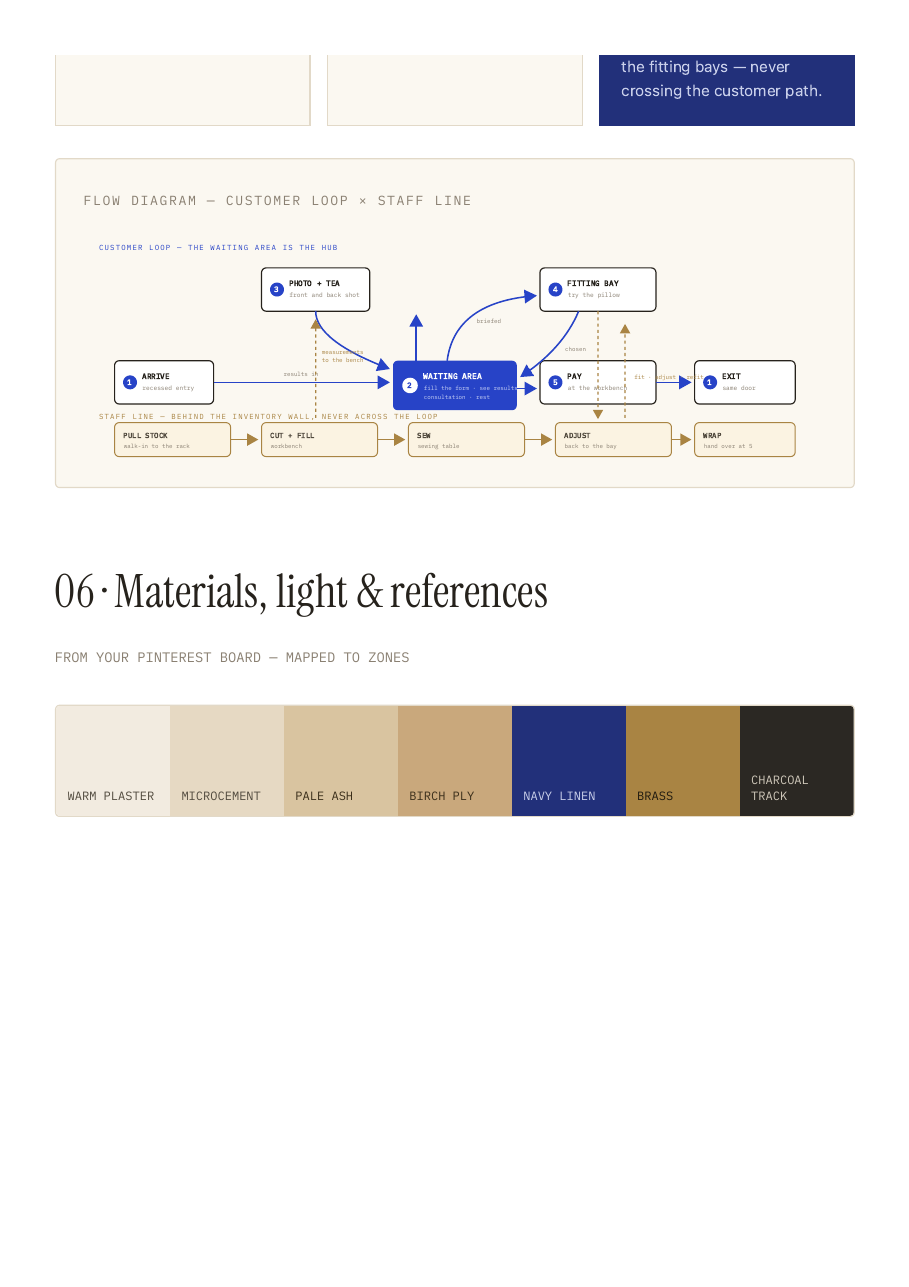 the fitting bays — never
crossing the customer path.
FLOW DIAGRAM — CUSTOMER LOOP × STAFF LINE
CUSTOMER LOOP — THE WAITING AREA IS THE HUB
3 PHOTO + TEA
front and back shot
4 FITTING BAY
try the pillow
briefed
measurements
to the bench
chosen
results in
1 ARRIVE
recessed entry
2 WAITING AREA
fill the form · see results
consultation · rest
5 PAY
at the workbench
fit · adjust · refit
1 EXIT
same door
STAFF LINE — BEHIND THE INVENTORY WALL, NEVER ACROSS THE LOOP
PULL STOCK
walk-in to the rack
CUT + FILL
workbench
SEW
sewing table
ADJUST
back to the bay
WRAP
hand over at 5
06 · Materials, light & references
FROM YOUR PINTEREST BOARD — MAPPED TO ZONES
WARM PLASTER
MICROCEMENT
PALE ASH
BIRCH PLY
NAVY LINEN
BRASS
CHARCOAL
TRACK